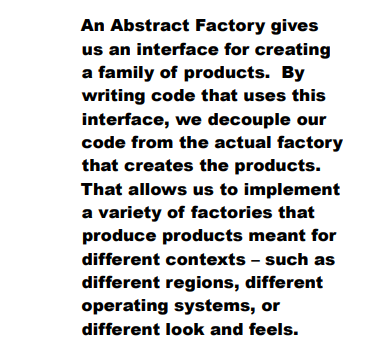 An Abstract Factory gives
us an interface for creating
a family of products.  By
writing code that uses this
interface, we decouple our
code from the actual factory
that creates the products.
That allows us to implement
a variety of factories that
produce products meant for
different contexts – such as
different regions, different
operating systems, or
different look and feels.